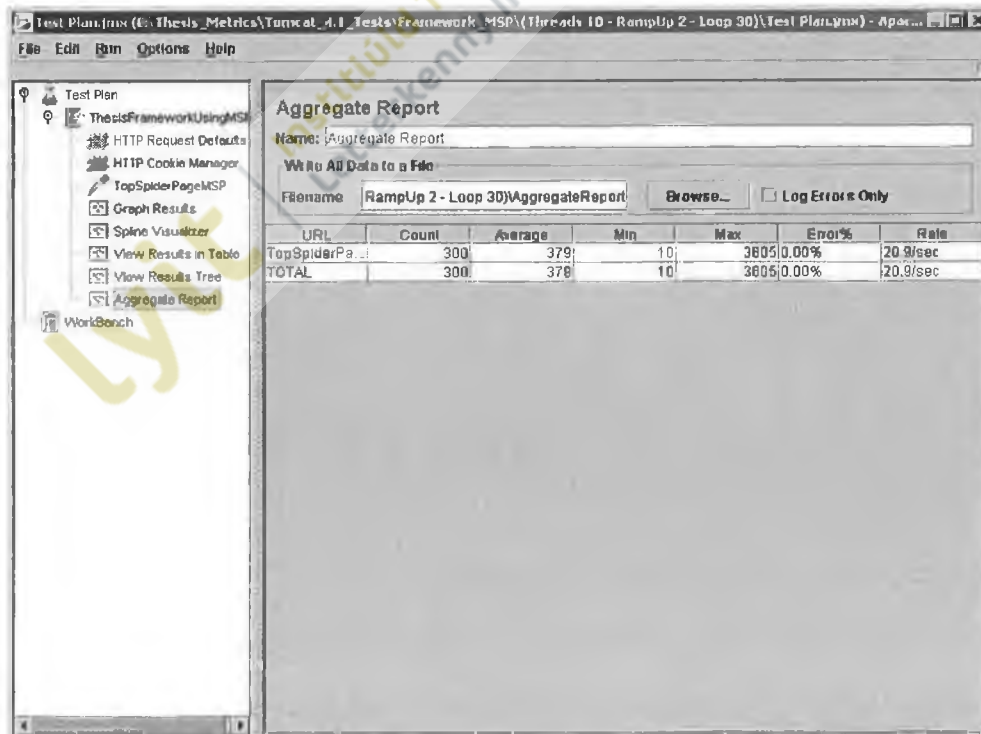 Test Plan.jmx (E:\Thesis_Metrics\Tomcat_4.1_Tests\Framework_MSP\(Threads 10 - RampUp 2 - Loop 30)\Test Plan.jmx) - Apar...
File Edit Run Options Help
Test Plan
ThesisFrameworkUsingMSP
HTTP Request Defaults
HTTP Cookie Manager
TopSpiderPageMSP
Graph Results
Spline Visualizer
View Results in Table
View Results Tree
Aggregate Report
WorkBench
Aggregate Report
Name: Aggregate Report
Write All Data to a File
Filename RampUp 2 - Loop 30)\AggregateReport Browse... Log Errors Only
URL Count Average Min Max Error% Rate
TopSpiderPa... 300 379 10 3605 0.00% 20.9/sec
TOTAL 300 379 10 3605 0.00% 20.9/sec